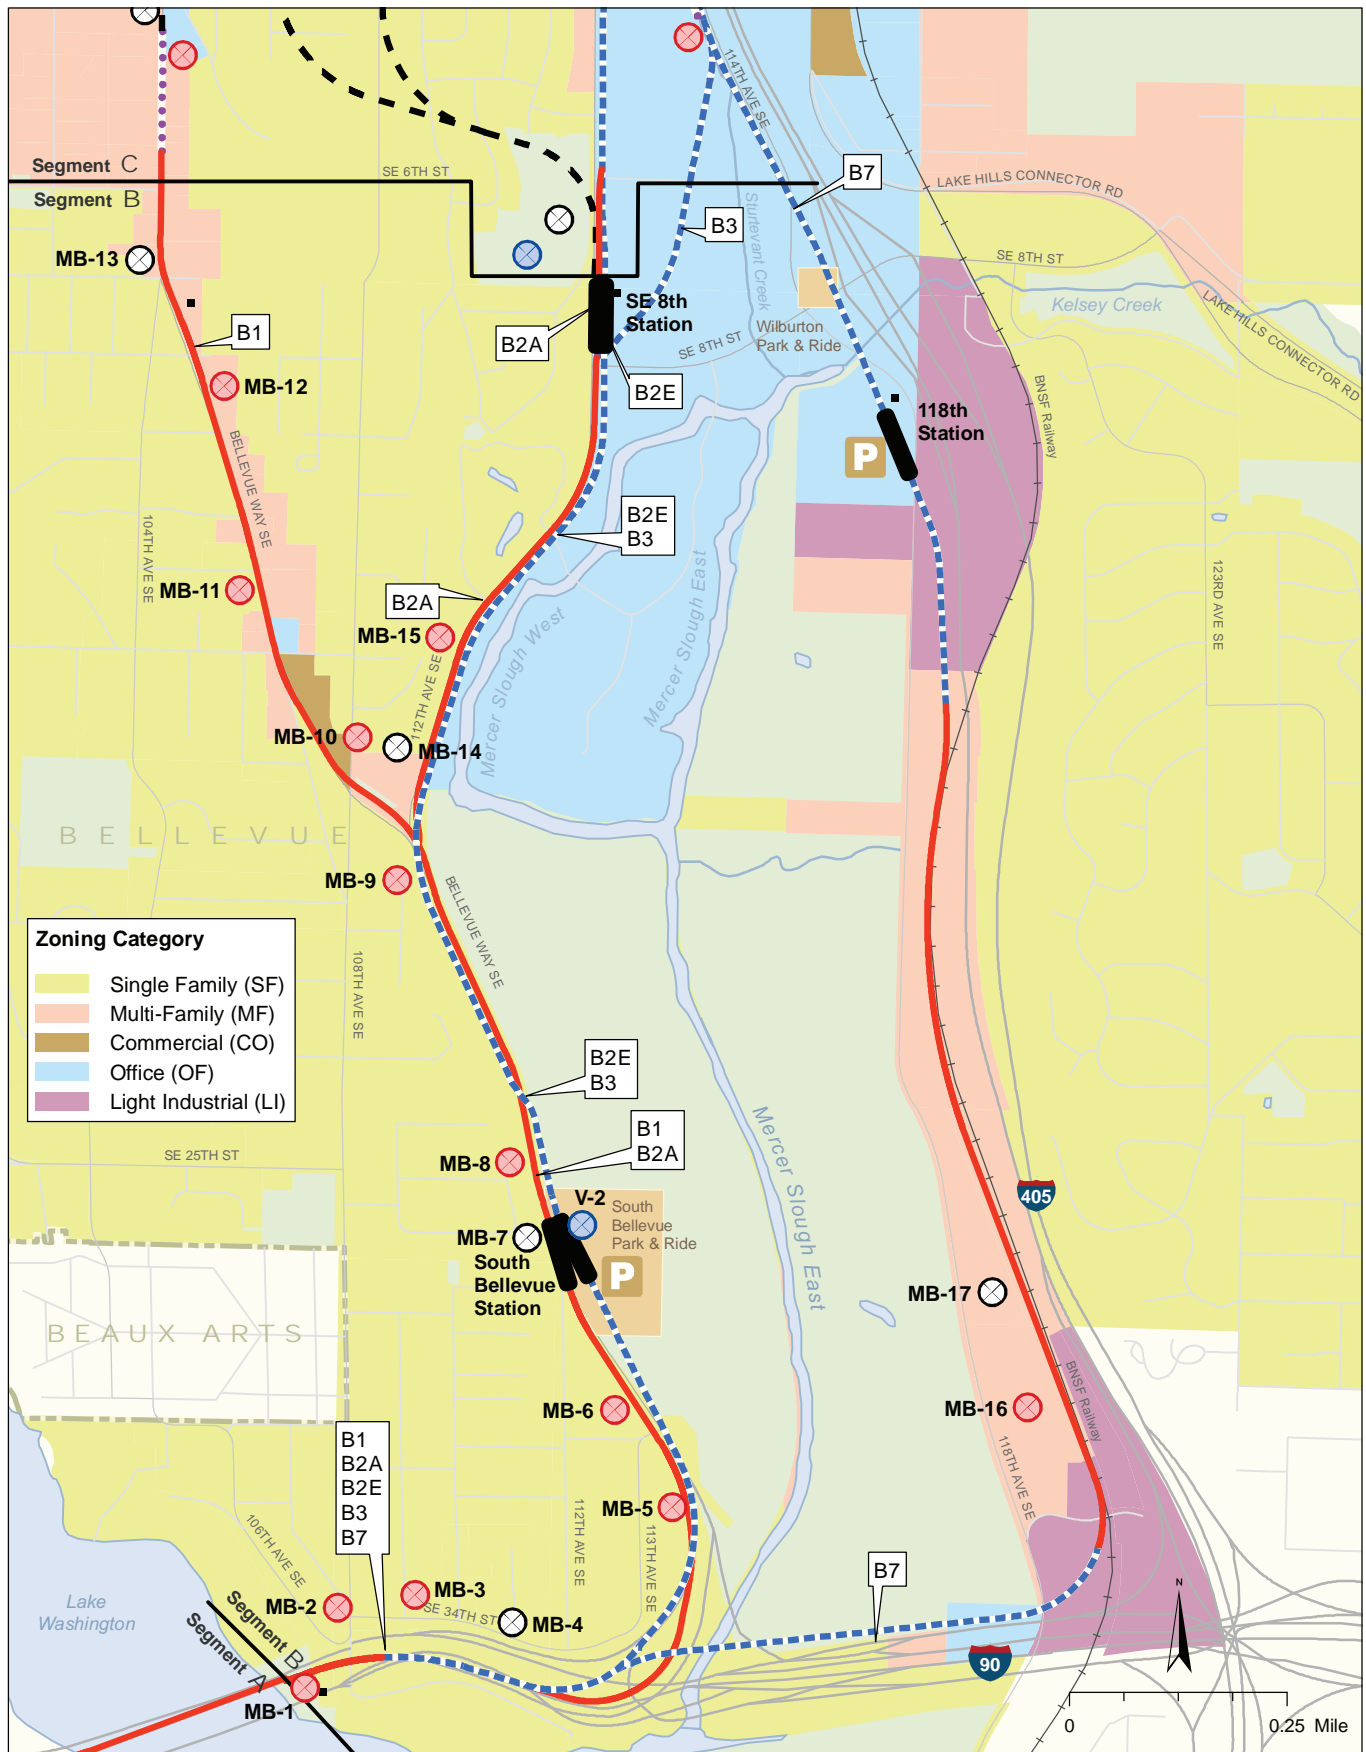 114TH AVE SE
Segment C
SE 6TH ST
Segment B
B7
LAKE HILLS CONNECTOR RD
B3
Sturtevant Creek
MB-13
SE 8TH ST
Kelsey Creek
LAKE HILLS CONNECTOR RD
SE 8th
Station
B1
B2A
SE 8TH ST
Wilburton
Park & Ride
MB-12
B2E
BNSF Railway
118th
Station
BELLEVUE WAY SE
P
104TH AVE SE
B2E
B3
MB-11
B2A
123RD AVE SE
MB-15
Mercer Slough West
Mercer Slough East
112TH AVE SE
MB-10
MB-14
BELLEVUE
MB-9
BELLEVUE WAY SE
Zoning Category
Single Family (SF)
Multi-Family (MF)
Commercial (CO)
Office (OF)
Light Industrial (LI)
108TH AVE SE
B2E
B3
B1
B2A
SE 25TH ST
MB-8
Mercer Slough East
405
V-2
South
Bellevue
Park & Ride
MB-7
South
Bellevue
Station
P
MB-17
BEAUX ARTS
BNSF Railway
MB-6
MB-16
B1
B2A
B2E
B3
B7
118TH AVE SE
MB-5
106TH AVE SE
112TH AVE SE
113TH AVE SE
B7
Lake
Washington
MB-2
MB-3
SE 34TH ST
MB-4
N
Segment B
Segment A
MB-1
90
0 0.25 Mile